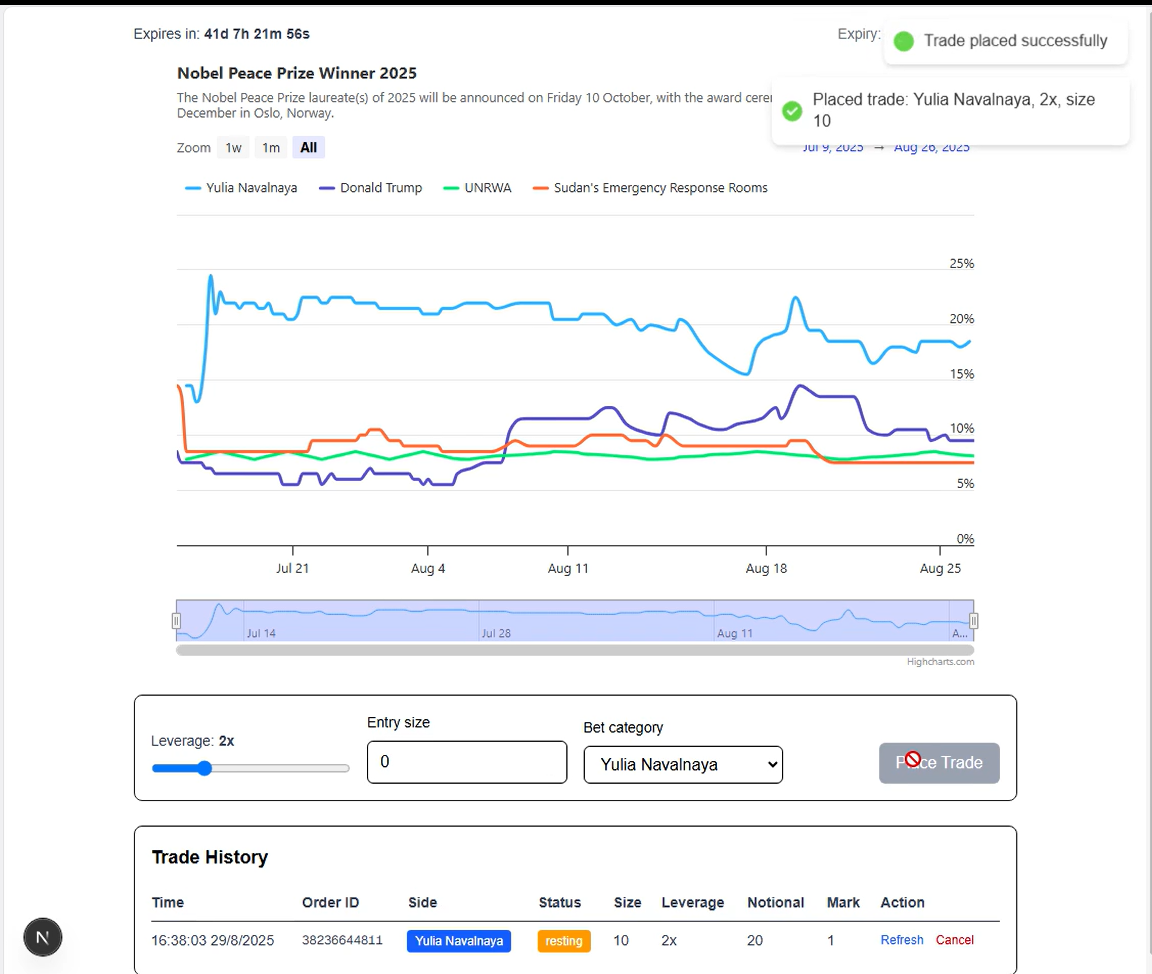 Expires in: 41d 7h 21m 56s
Expiry:
Trade placed successfully
Nobel Peace Prize Winner 2025
The Nobel Peace Prize laureate(s) of 2025 will be announced on Friday 10 October, with the award
December in Oslo, Norway.
Placed trade: Yulia Navalnaya, 2x, size
10
Zoom 1w 1m All
Jul 9, 2025 → Aug 26, 2025
Yulia Navalnaya Donald Trump UNRWA Sudan's Emergency Response Rooms
25%
20%
15%
10%
5%
0%
Jul 21 Aug 4 Aug 11 Aug 18 Aug 25
Jul 14 Jul 28 Aug 11 A...
Highcharts.com
Leverage: 2x
Entry size
0
Bet category
Yulia Navalnaya
Place Trade
Trade History
Time Order ID Side Status Size Leverage Notional Mark Action
16:38:03 29/8/2025 38236644811 Yulia Navalnaya resting 10 2x 20 1 Refresh Cancel
N